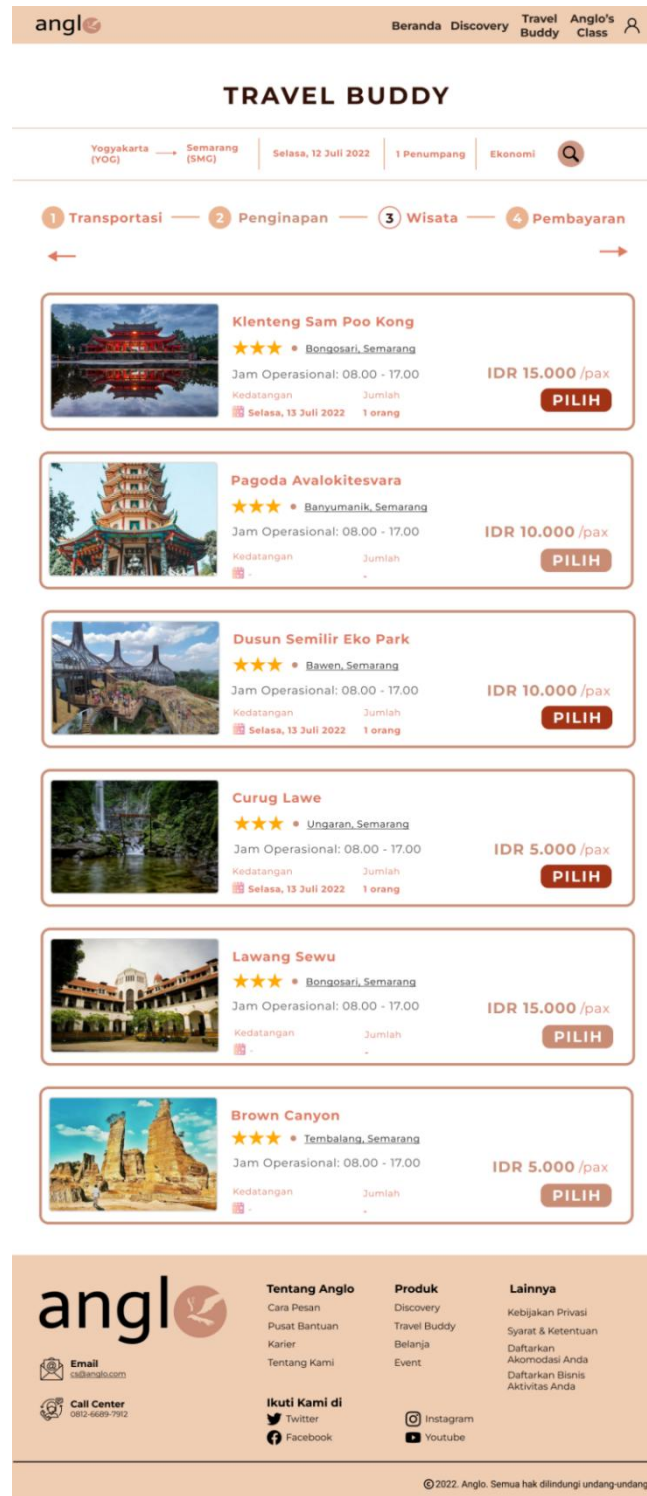 anglo
Beranda Discovery Travel Buddy Anglo's Class
TRAVEL BUDDY
Yogyakarta (YOG) → Semarang (SMG) Selasa, 12 Juli 2022 1 Penumpang Ekonomi
1 Transportasi 2 Penginapan 3 Wisata 4 Pembayaran
Klenteng Sam Poo Kong
Bongosari, Semarang
Jam Operasional: 08.00 - 17.00
IDR 15.000 /pax
Kedatangan Jumlah
Selasa, 13 Juli 2022 1 orang
PILIH
Pagoda Avalokitesvara
Banyumanik, Semarang
Jam Operasional: 08.00 - 17.00
IDR 10.000 /pax
Kedatangan Jumlah
- -
PILIH
Dusun Semilir Eko Park
Bawen, Semarang
Jam Operasional: 08.00 - 17.00
IDR 10.000 /pax
Kedatangan Jumlah
Selasa, 13 Juli 2022 1 orang
PILIH
Curug Lawe
Ungaran, Semarang
Jam Operasional: 08.00 - 17.00
IDR 5.000 /pax
Kedatangan Jumlah
Selasa, 13 Juli 2022 1 orang
PILIH
Lawang Sewu
Bongosari, Semarang
Jam Operasional: 08.00 - 17.00
IDR 15.000 /pax
Kedatangan Jumlah
- -
PILIH
Brown Canyon
Tembalang, Semarang
Jam Operasional: 08.00 - 17.00
IDR 5.000 /pax
Kedatangan Jumlah
- -
PILIH
anglo
Email
cs@anglo.com
Call Center
0812-6689-7912
Tentang Anglo
Cara Pesan
Pusat Bantuan
Karier
Tentang Kami
Produk
Discovery
Travel Buddy
Belanja
Event
Lainnya
Kebijakan Privasi
Syarat & Ketentuan
Daftarkan
Akomodasi Anda
Daftarkan Bisnis
Aktivitas Anda
Ikuti Kami di
Twitter
Facebook
Instagram
Youtube
© 2022. Anglo. Semua hak dilindungi undang-undang